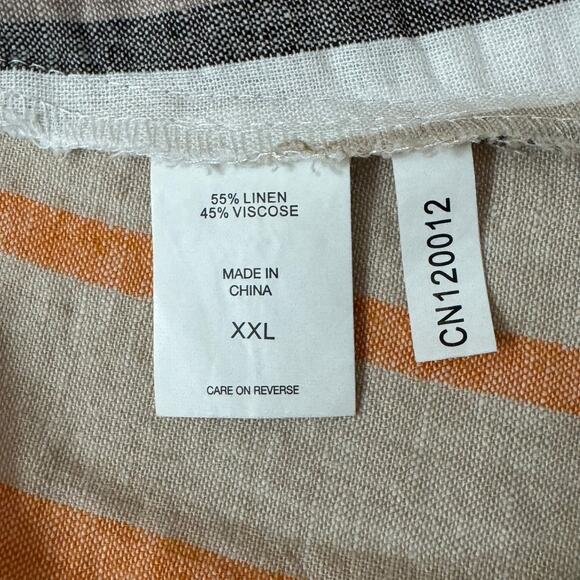 55% LINEN
45% VISCOSE
MADE IN
CHINA
XXL
CARE ON REVERSE
CN120012